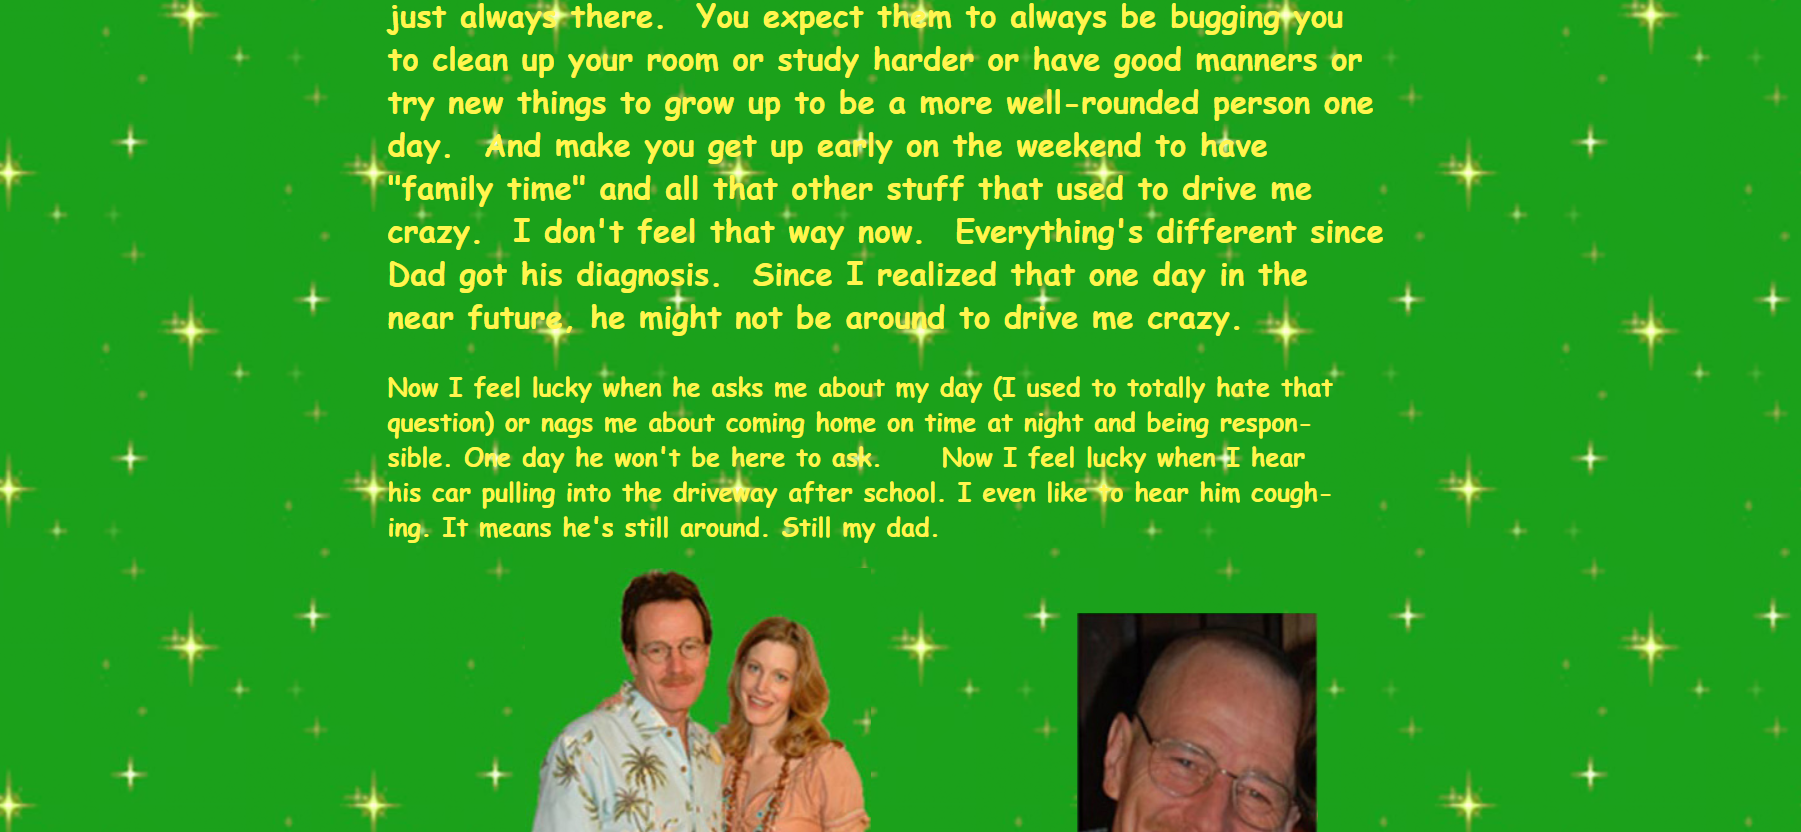 just always there.  You expect them to always be bugging you
to clean up your room or study harder or have good manners or
try new things to grow up to be a more well-rounded person one
day.  And make you get up early on the weekend to have
"family time" and all that other stuff that used to drive me
crazy.  I don't feel that way now.  Everything's different since
Dad got his diagnosis.  Since I realized that one day in the
near future, he might not be around to drive me crazy.
Now I feel lucky when he asks me about my day (I used to totally hate that
question) or nags me about coming home on time at night and being respon-
sible. One day he won't be here to ask.     Now I feel lucky when I hear
his car pulling into the driveway after school. I even like to hear him cough-
ing. It means he's still around. Still my dad.